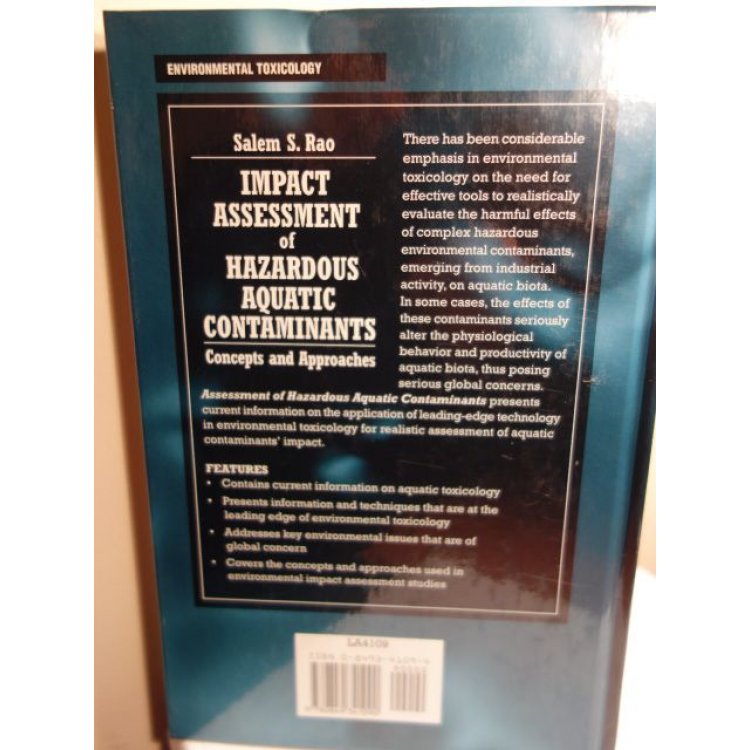 ENVIRONMENTAL TOXICOLOGY
Salem S. Rao
IMPACT
ASSESSMENT
of
HAZARDOUS
AQUATIC
CONTAMINANTS
Concepts and Approaches
There has been considerable
emphasis in environmental
toxicology on the need for
effective tools to realistically
evaluate the harmful effects
of complex hazardous
environmental contaminants,
emerging from industrial
activity, on aquatic biota.
In some cases, the effects of
these contaminants seriously
alter the physiological
behavior and productivity of
aquatic biota, thus posing
serious global concerns.
Assessment of Hazardous Aquatic Contaminants presents
current information on the application of leading-edge technology
in environmental toxicology for realistic assessment of aquatic
contaminants' impact.
FEATURES
• Contains current information on aquatic toxicology
• Presents information and techniques that are at the
leading edge of environmental toxicology
• Addresses key environmental issues that are of
global concern
• Covers the concepts and approaches used in
environmental impact assessment studies
LA4109
ISBN 0-8493-4109-